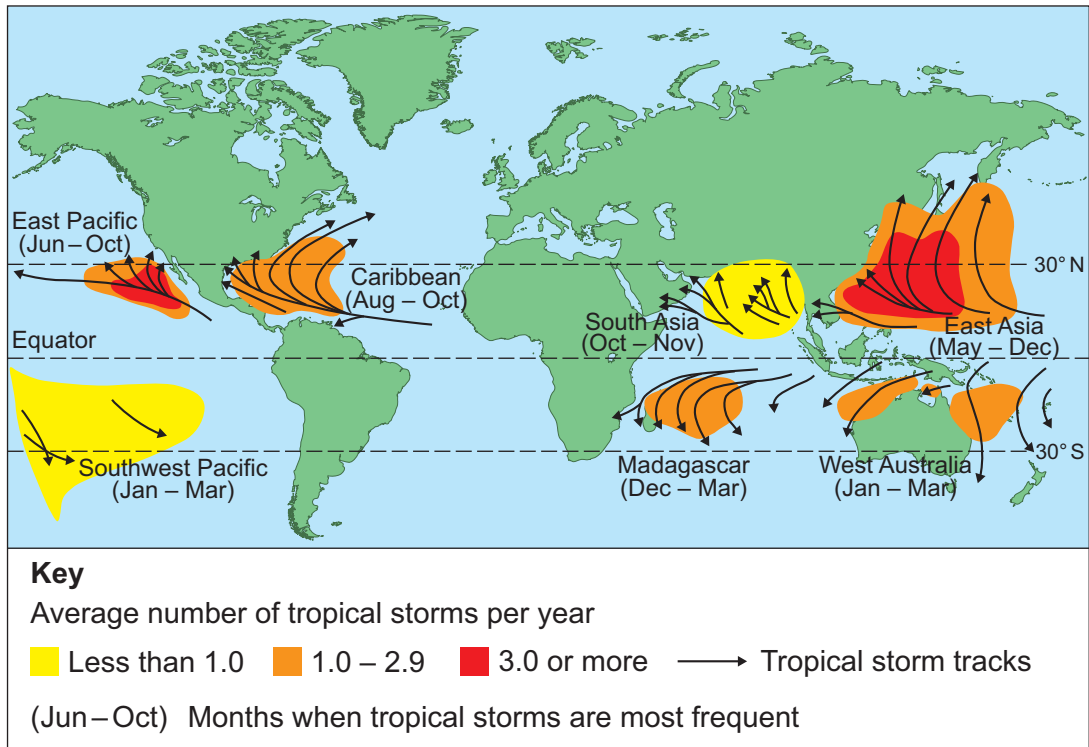 East Pacific
(Jun – Oct)
Caribbean
(Aug – Oct)
30° N
South Asia
(Oct – Nov)
East Asia
(May – Dec)
Equator
Southwest Pacific
(Jan – Mar)
Madagascar
(Dec – Mar)
West Australia
(Jan – Mar)
30° S
Key
Average number of tropical storms per year
Less than 1.0 1.0 – 2.9 3.0 or more Tropical storm tracks
(Jun – Oct) Months when tropical storms are most frequent